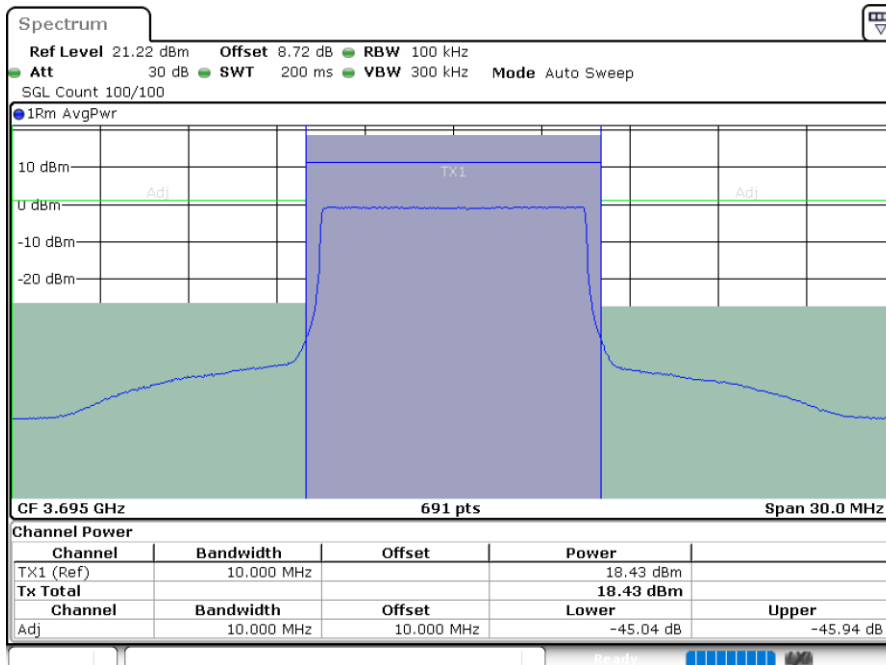 Spectrum
Ref Level 21.22 dBm Offset 8.72 dB RBW 100 kHz
Att 30 dB SWT 200 ms VBW 300 kHz Mode Auto Sweep
SGL Count 100/100
1Rm AvgPwr
10 dBm
TX1
Adj Adj
0 dBm
-10 dBm
-20 dBm
CF 3.695 GHz 691 pts Span 30.0 MHz
Channel Power
Channel Bandwidth Offset Power
TX1 (Ref) 10.000 MHz 18.43 dBm
Tx Total 18.43 dBm
Channel Bandwidth Offset Lower Upper
Adj 10.000 MHz 10.000 MHz -45.04 dB -45.94 dB
Ready